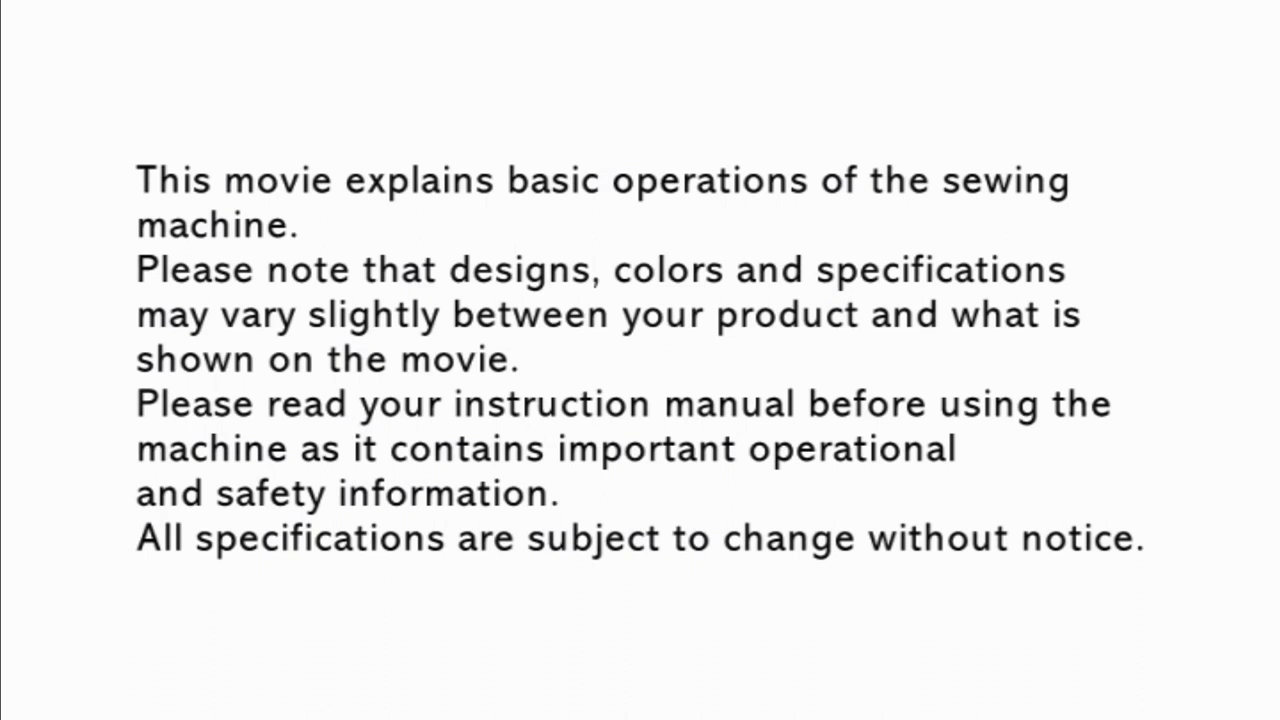 This movie explains basic operations of the sewing
machine.
Please note that designs, colors and specifications
may vary slightly between your product and what is
shown on the movie.
Please read your instruction manual before using the
machine as it contains important operational
and safety information.
All specifications are subject to change without notice.